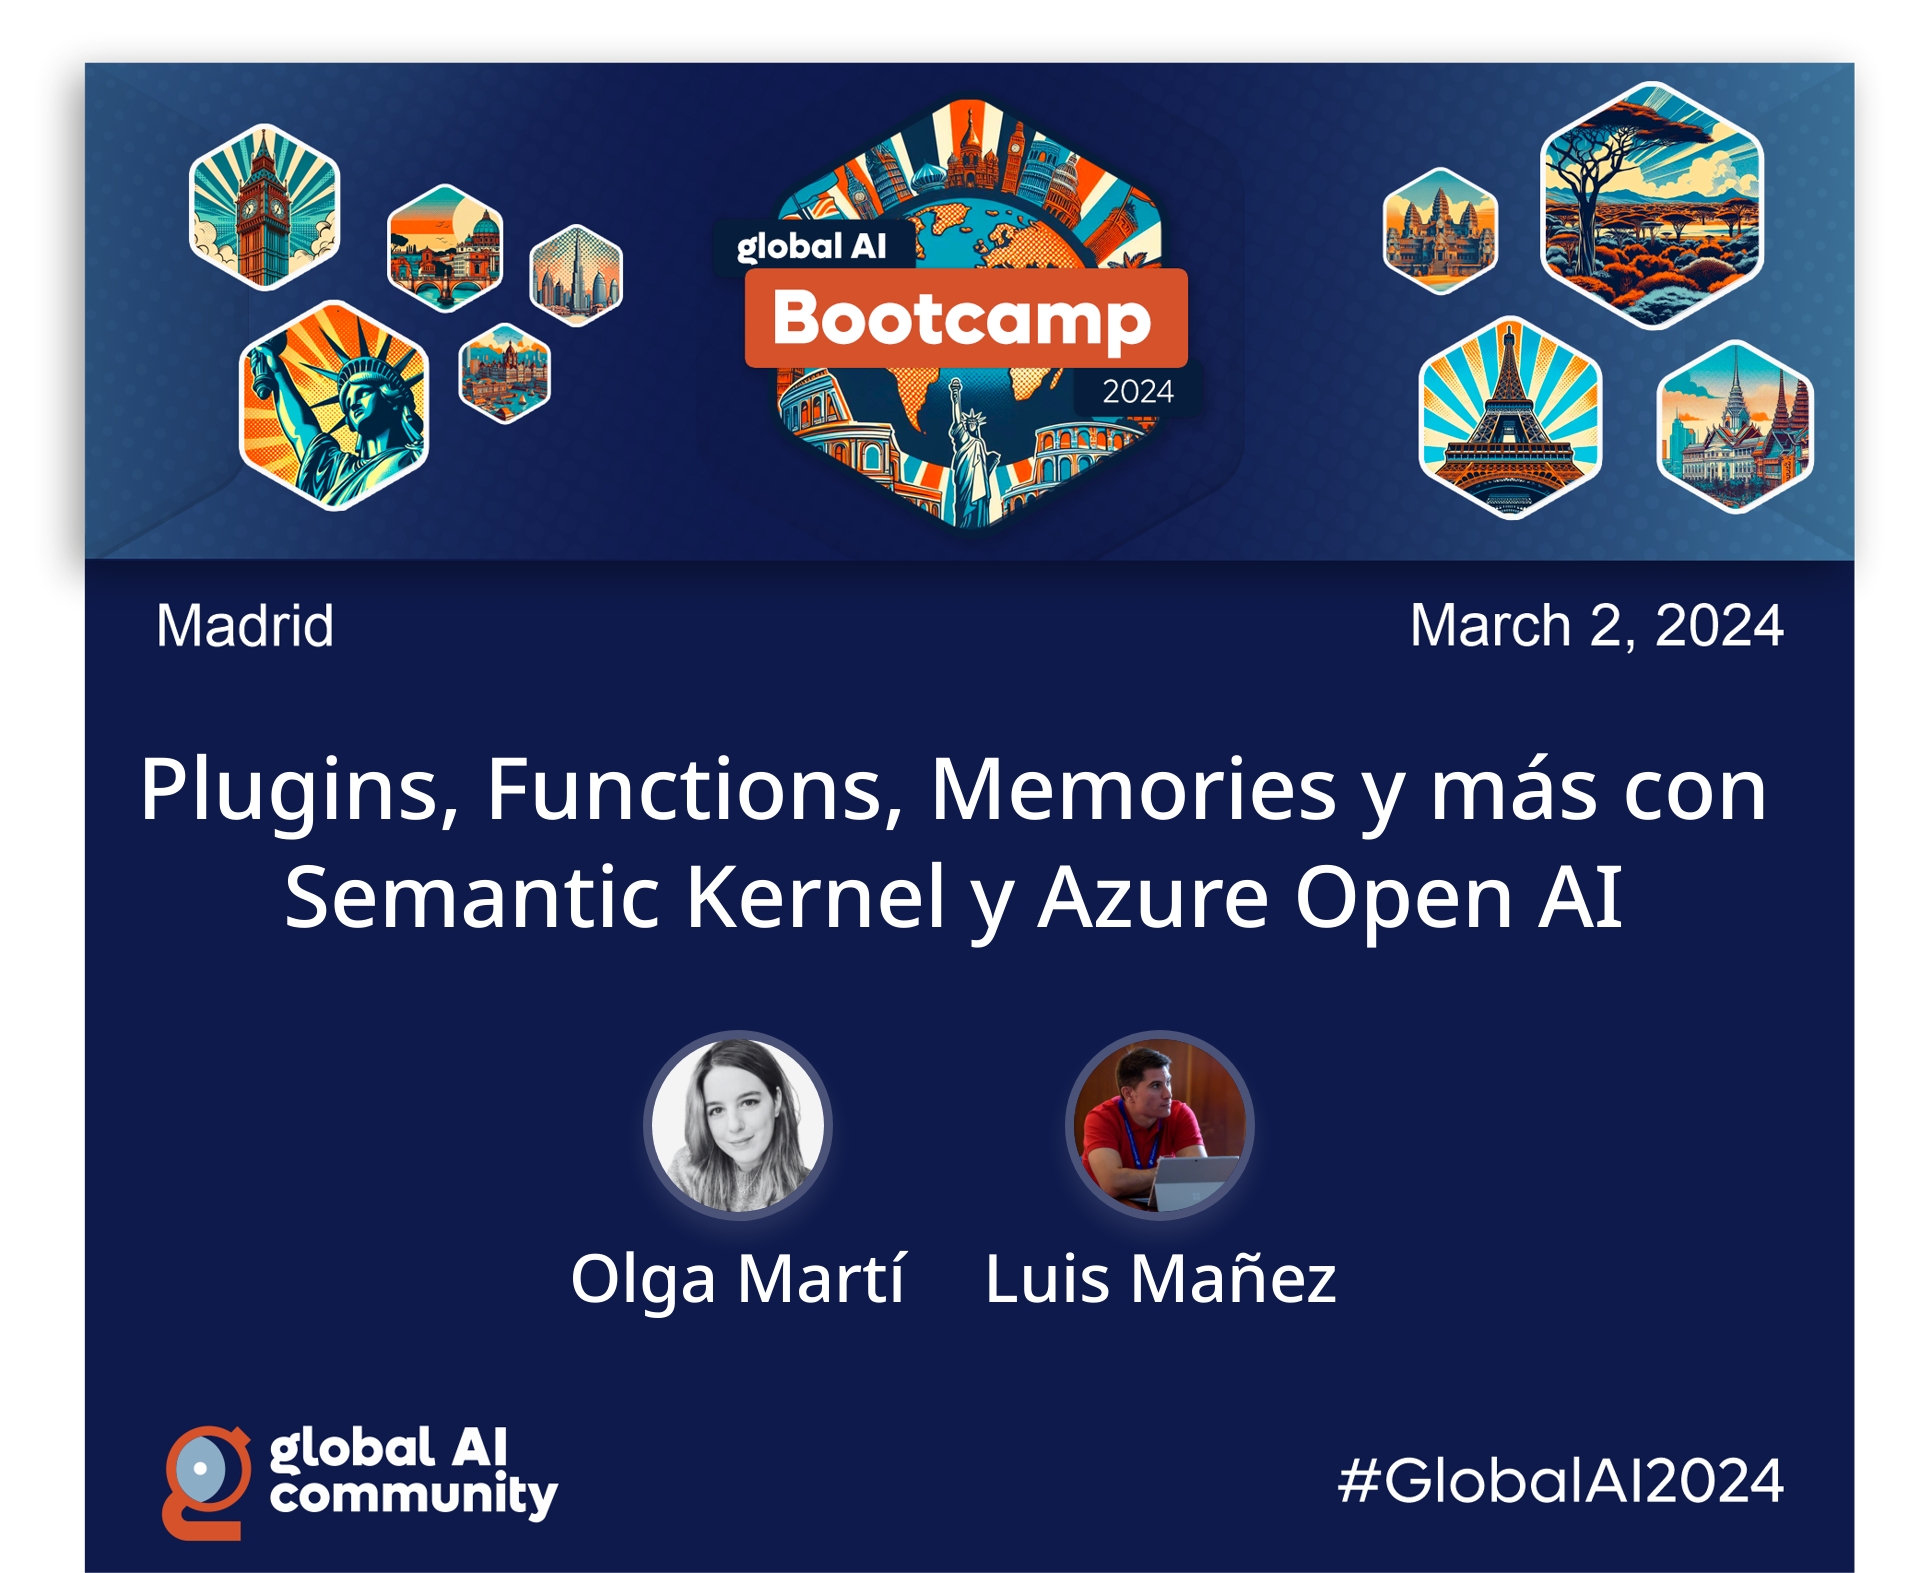 global AI
Bootcamp
2024
Madrid
March 2, 2024
Plugins, Functions, Memories y más con
Semantic Kernel y Azure Open AI
Olga Martí
Luis Mañez
global AI
community
#GlobalAI2024